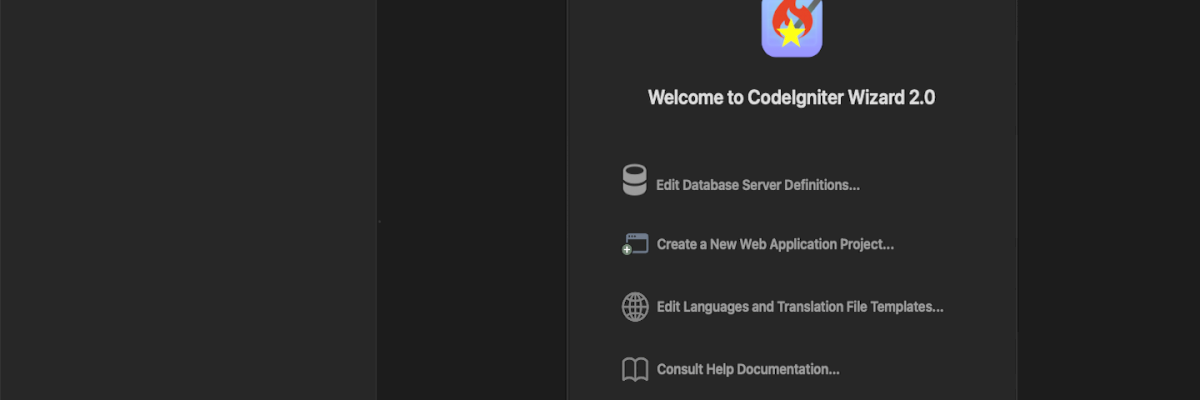 Welcome to CodeIgniter Wizard 2.0
Edit Database Server Definitions...
Create a New Web Application Project...
Edit Languages and Translation File Templates...
Consult Help Documentation...